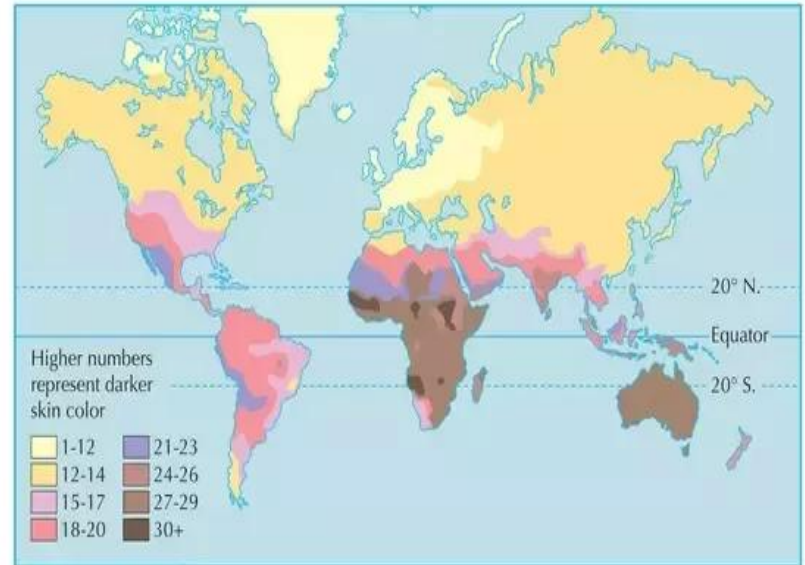 20° N.
Equator
20° S.
Higher numbers
represent darker
skin color
1-12
21-23
12-14
24-26
15-17
27-29
18-20
30+